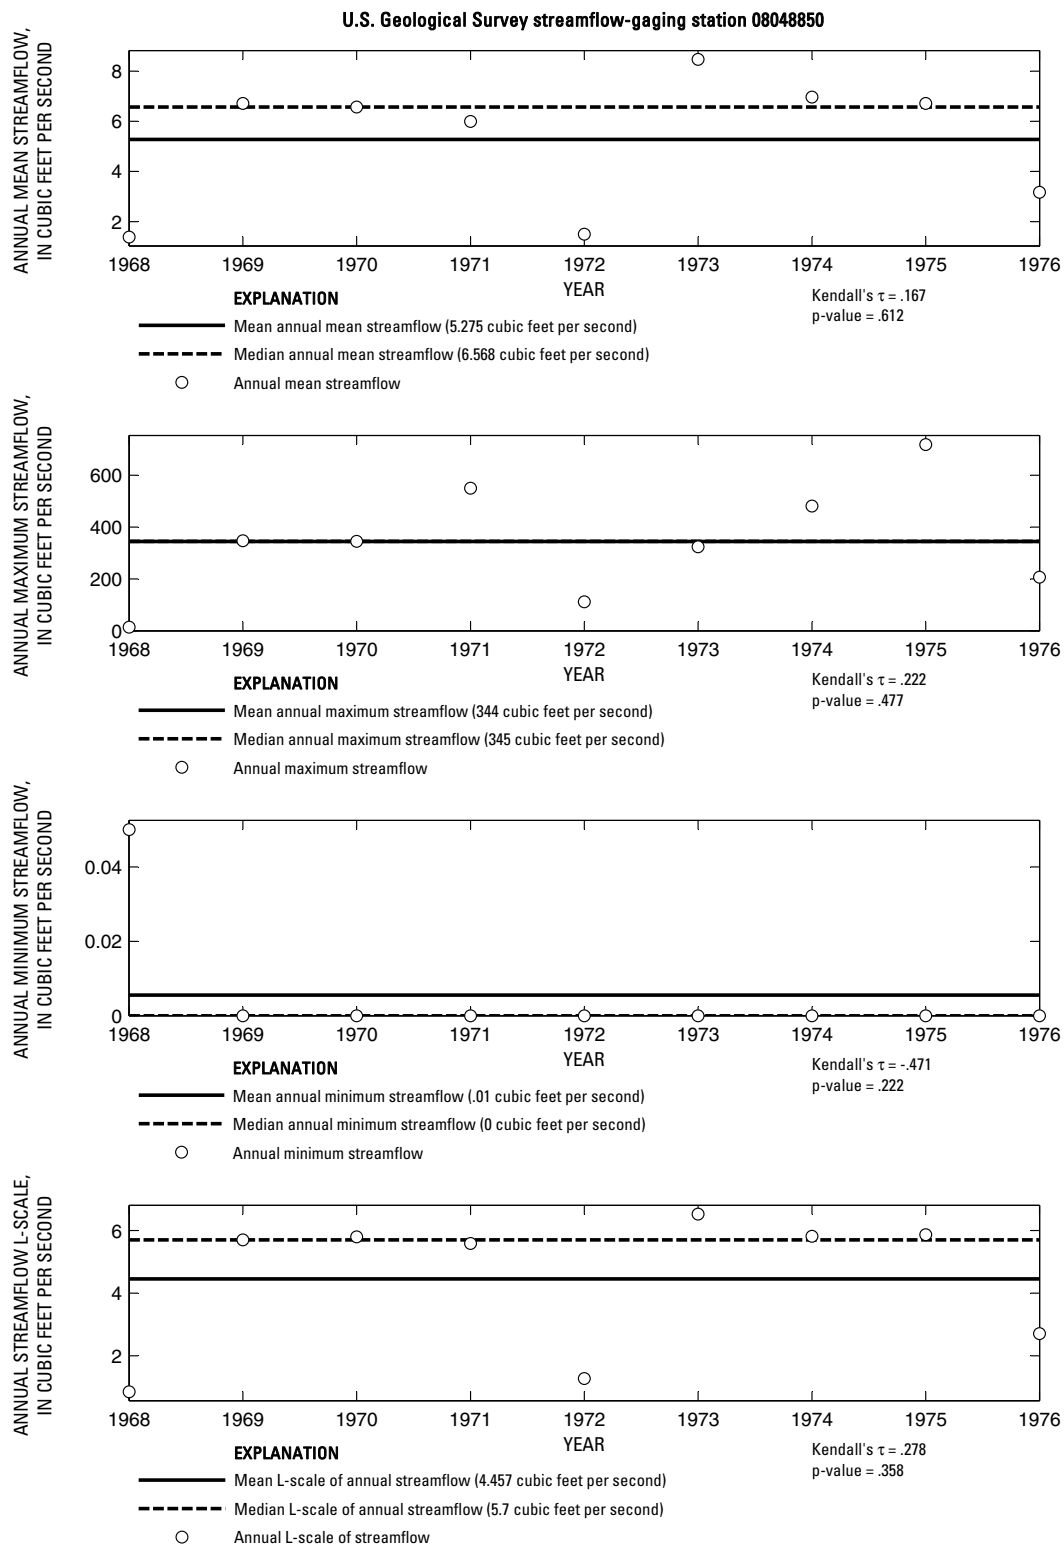 U.S. Geological Survey streamflow-gaging station 08048850
ANNUAL MEAN STREAMFLOW,
IN CUBIC FEET PER SECOND
8
6
4
2
1968 1969 1970 1971 1972 1973 1974 1975 1976
YEAR
Kendall's τ = .167
p-value = .612
EXPLANATION
Mean annual mean streamflow (5.275 cubic feet per second)
Median annual mean streamflow (6.568 cubic feet per second)
Annual mean streamflow
ANNUAL MAXIMUM STREAMFLOW,
IN CUBIC FEET PER SECOND
600
400
200
0
1968 1969 1970 1971 1972 1973 1974 1975 1976
YEAR
Kendall's τ = .222
p-value = .477
EXPLANATION
Mean annual maximum streamflow (344 cubic feet per second)
Median annual maximum streamflow (345 cubic feet per second)
Annual maximum streamflow
ANNUAL MINIMUM STREAMFLOW,
IN CUBIC FEET PER SECOND
0.04
0.02
0
1968 1969 1970 1971 1972 1973 1974 1975 1976
YEAR
Kendall's τ = -.471
p-value = .222
EXPLANATION
Mean annual minimum streamflow (.01 cubic feet per second)
Median annual minimum streamflow (0 cubic feet per second)
Annual minimum streamflow
ANNUAL STREAMFLOW L-SCALE,
IN CUBIC FEET PER SECOND
6
4
2
1968 1969 1970 1971 1972 1973 1974 1975 1976
YEAR
Kendall's τ = .278
p-value = .358
EXPLANATION
Mean L-scale of annual streamflow (4.457 cubic feet per second)
Median L-scale of annual streamflow (5.7 cubic feet per second)
Annual L-scale of streamflow